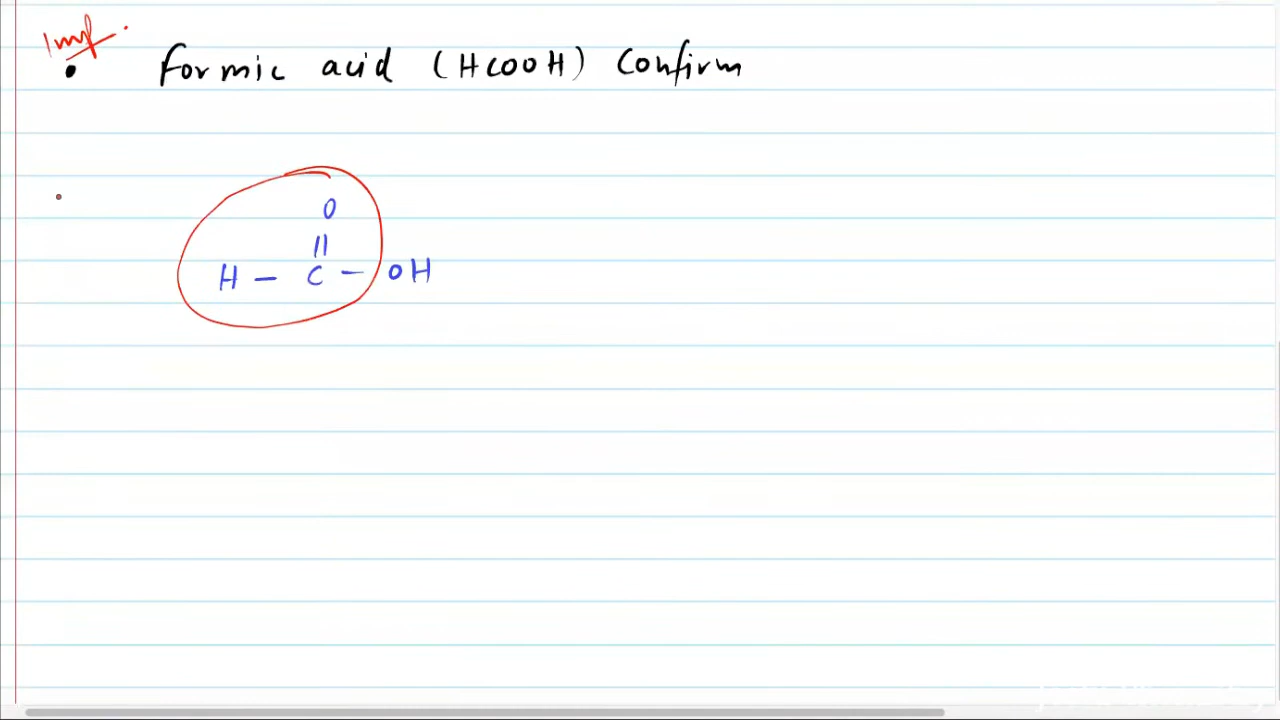 Imp.
• Formic acid (HCOOH) Confirm
O
||
H - C - OH